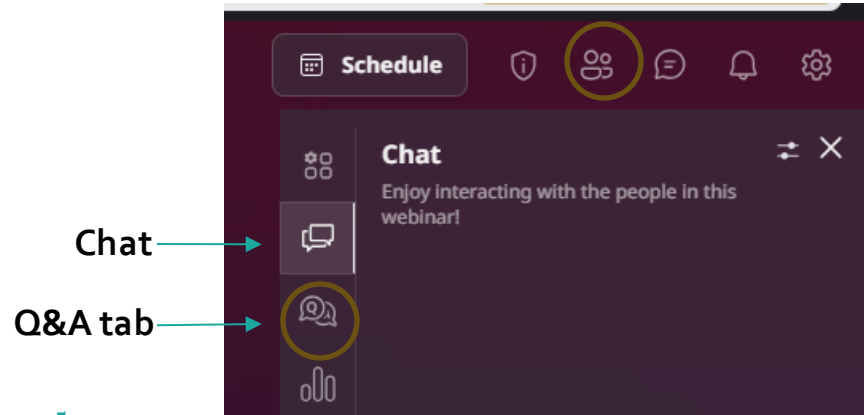 Schedule
Chat
Enjoy interacting with the people in this
webinar!
Chat
Q&A tab